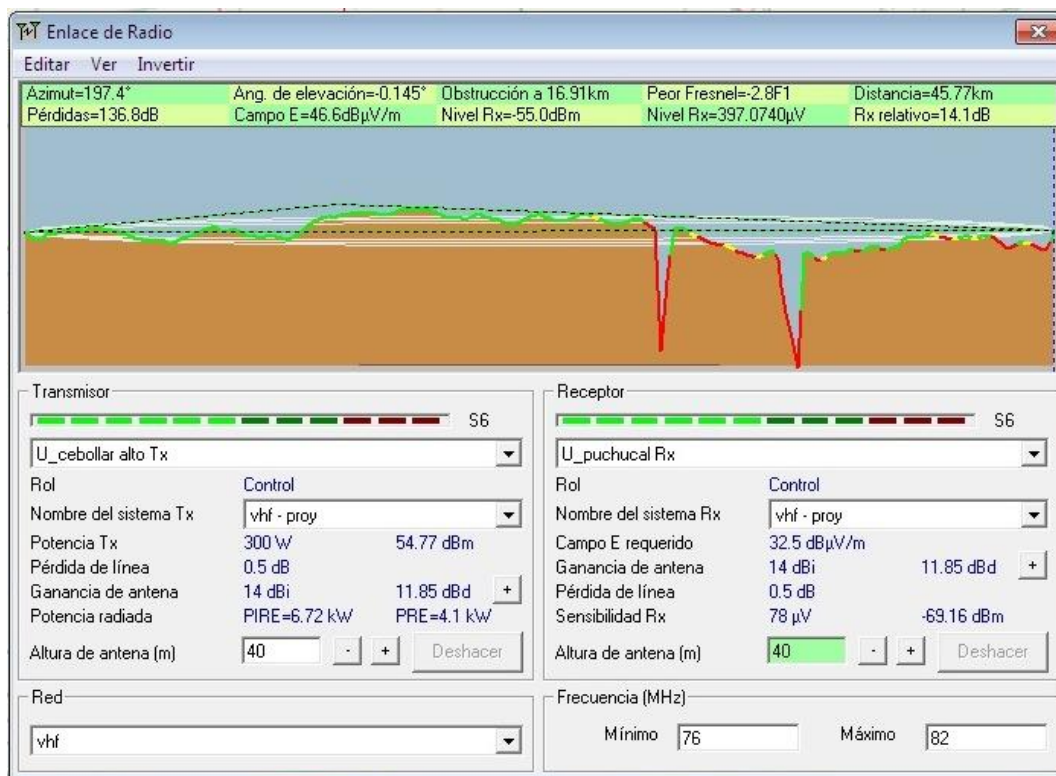 Enlace de Radio
Editar Ver Invertir
Azimut=197.4° Ang. de elevación=-0.145° Obstrucción a 16.91km Peor Fresnel=-2.8F1 Distancia=45.77km
Pérdidas=136.8dB Campo E=46.6dBµV/m Nivel Rx=-55.0dBm Nivel Rx=397.0740µV Rx relativo=14.1dB
Transmisor
S6
U_cebollar alto Tx
Rol Control
Nombre del sistema Tx vhf - proy
Potencia Tx 300 W 54.77 dBm
Pérdida de línea 0.5 dB
Ganancia de antena 14 dBi 11.85 dBd +
Potencia radiada PIRE=6.72 kW PRE=4.1 kW
Altura de antena (m) 40 - + Deshacer
Red
vhf
Receptor
S6
U_puchucal Rx
Rol Control
Nombre del sistema Rx vhf - proy
Campo E requerido 32.5 dBµV/m
Ganancia de antena 14 dBi 11.85 dBd +
Pérdida de línea 0.5 dB
Sensibilidad Rx 78 µV -69.16 dBm
Altura de antena (m) 40 - + Deshacer
Frecuencia (MHz)
Mínimo 76 Máximo 82